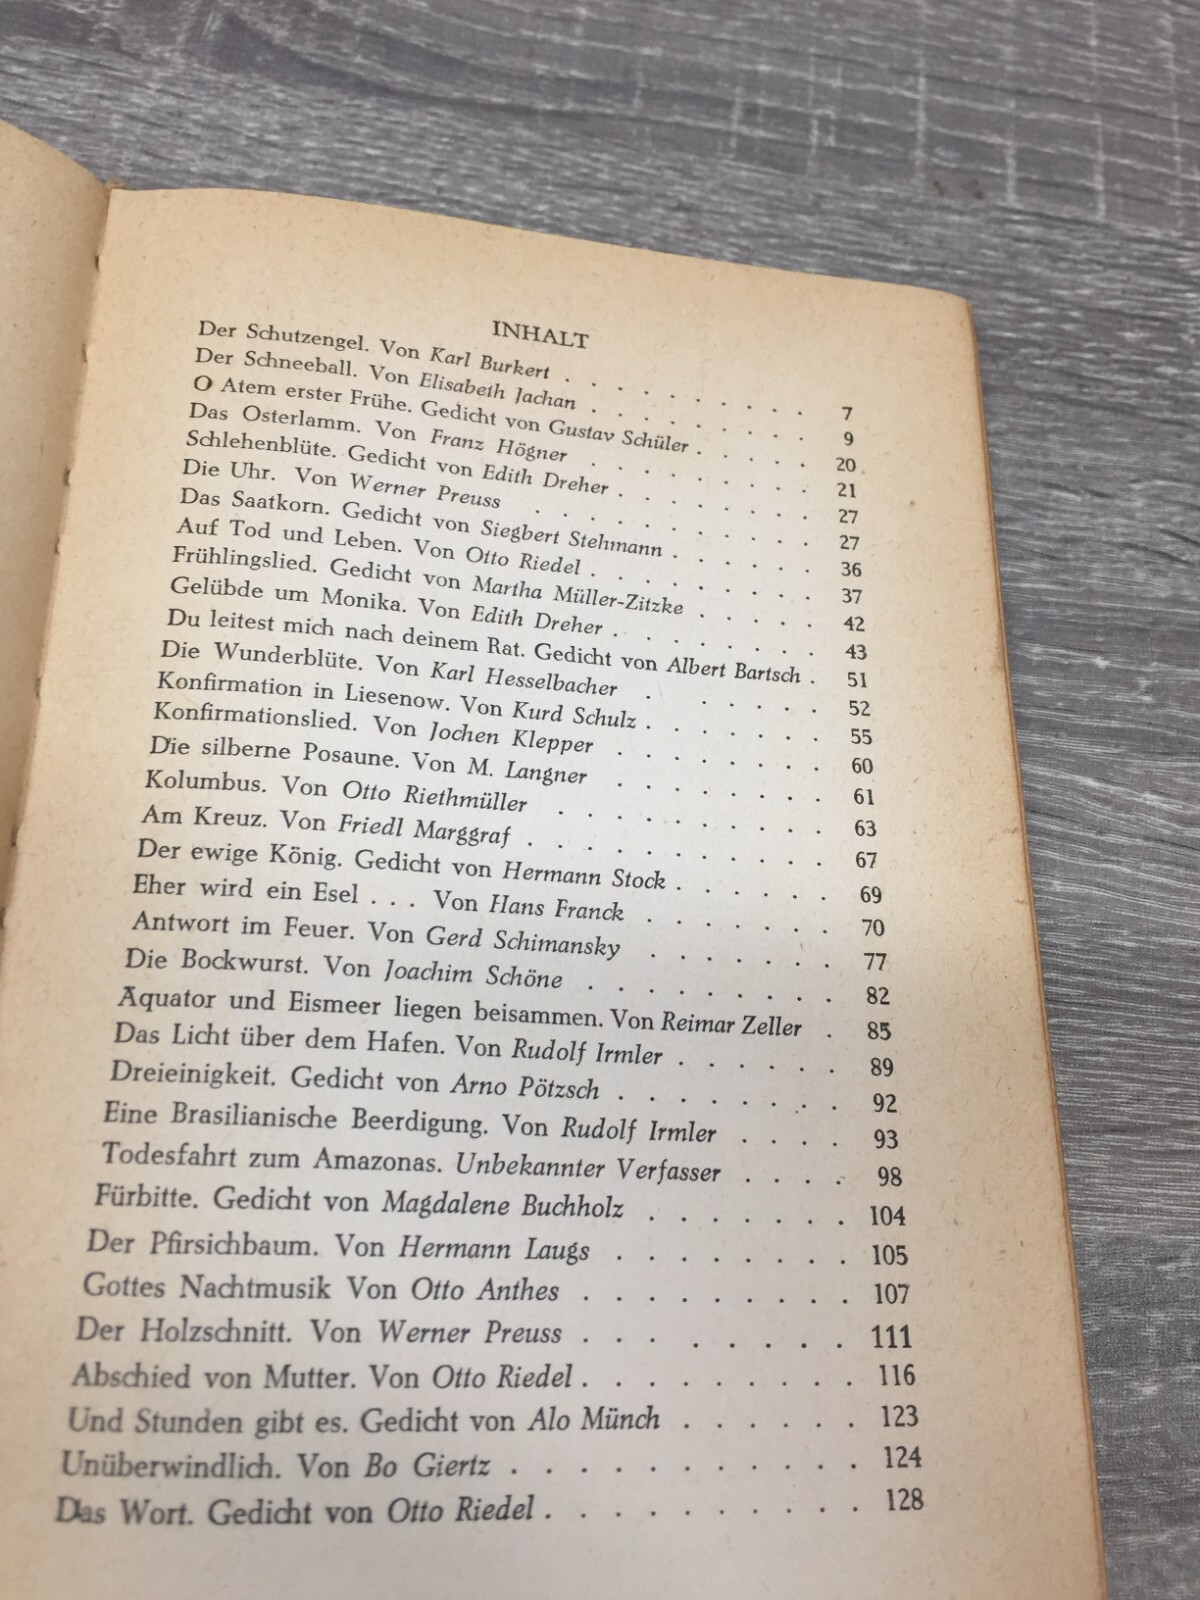 INHALT
Der Schutzengel. Von Karl Burkert . . . . . . . . . 7
Der Schneeball. Von Elisabeth Jachan . . . . . . . . 9
O Atem erster Frühe. Gedicht von Gustav Schüler . . . . . 20
Das Osterlamm. Von Franz Högner . . . . . . . . 21
Schlehenblüte. Gedicht von Edith Dreher . . . . . . . 27
Die Uhr. Von Werner Preuss . . . . . . . . . . 27
Das Saatkorn. Gedicht von Siegbert Stehmann . . . . . . 36
Auf Tod und Leben. Von Otto Riedel . . . . . . . . 37
Frühlingslied. Gedicht von Martha Müller-Zitzke . . . . . 42
Gelübde um Monika. Von Edith Dreher . . . . . . . 43
Du leitest mich nach deinem Rat. Gedicht von Albert Bartsch . 51
Die Wunderblüte. Von Karl Hesselbacher . . . . . . 52
Konfirmation in Liesenow. Von Kurd Schulz . . . . . . 55
Konfirmationslied. Von Jochen Klepper . . . . . . . 60
Die silberne Posaune. Von M. Langner . . . . . . . 61
Kolumbus. Von Otto Riethmüller . . . . . . . . 63
Am Kreuz. Von Friedl Marggraf . . . . . . . . . 67
Der ewige König. Gedicht von Hermann Stock . . . . . 69
Eher wird ein Esel . . . Von Hans Franck . . . . . . 70
Antwort im Feuer. Von Gerd Schimansky . . . . . . 77
Die Bockwurst. Von Joachim Schöne . . . . . . . . 82
Äquator und Eismeer liegen beisammen. Von Reimar Zeller . 85
Das Licht über dem Hafen. Von Rudolf Irmler . . . . . 89
Dreieinigkeit. Gedicht von Arno Pötzsch . . . . . . . 92
Eine Brasilianische Beerdigung. Von Rudolf Irmler . . . . 93
Todesfahrt zum Amazonas. Unbekannter Verfasser . . . . 98
Fürbitte. Gedicht von Magdalene Buchholz . . . . . . 104
Der Pfirsichbaum. Von Hermann Laugs . . . . . . . 105
Gottes Nachtmusik Von Otto Anthes . . . . . . . . 107
Der Holzschnitt. Von Werner Preuss . . . . . . . . 111
Abschied von Mutter. Von Otto Riedel . . . . . . . . 116
Und Stunden gibt es. Gedicht von Alo Münch . . . . . 123
Unüberwindlich. Von Bo Giertz . . . . . . . . . . 124
Das Wort. Gedicht von Otto Riedel . . . . . . . . . 128